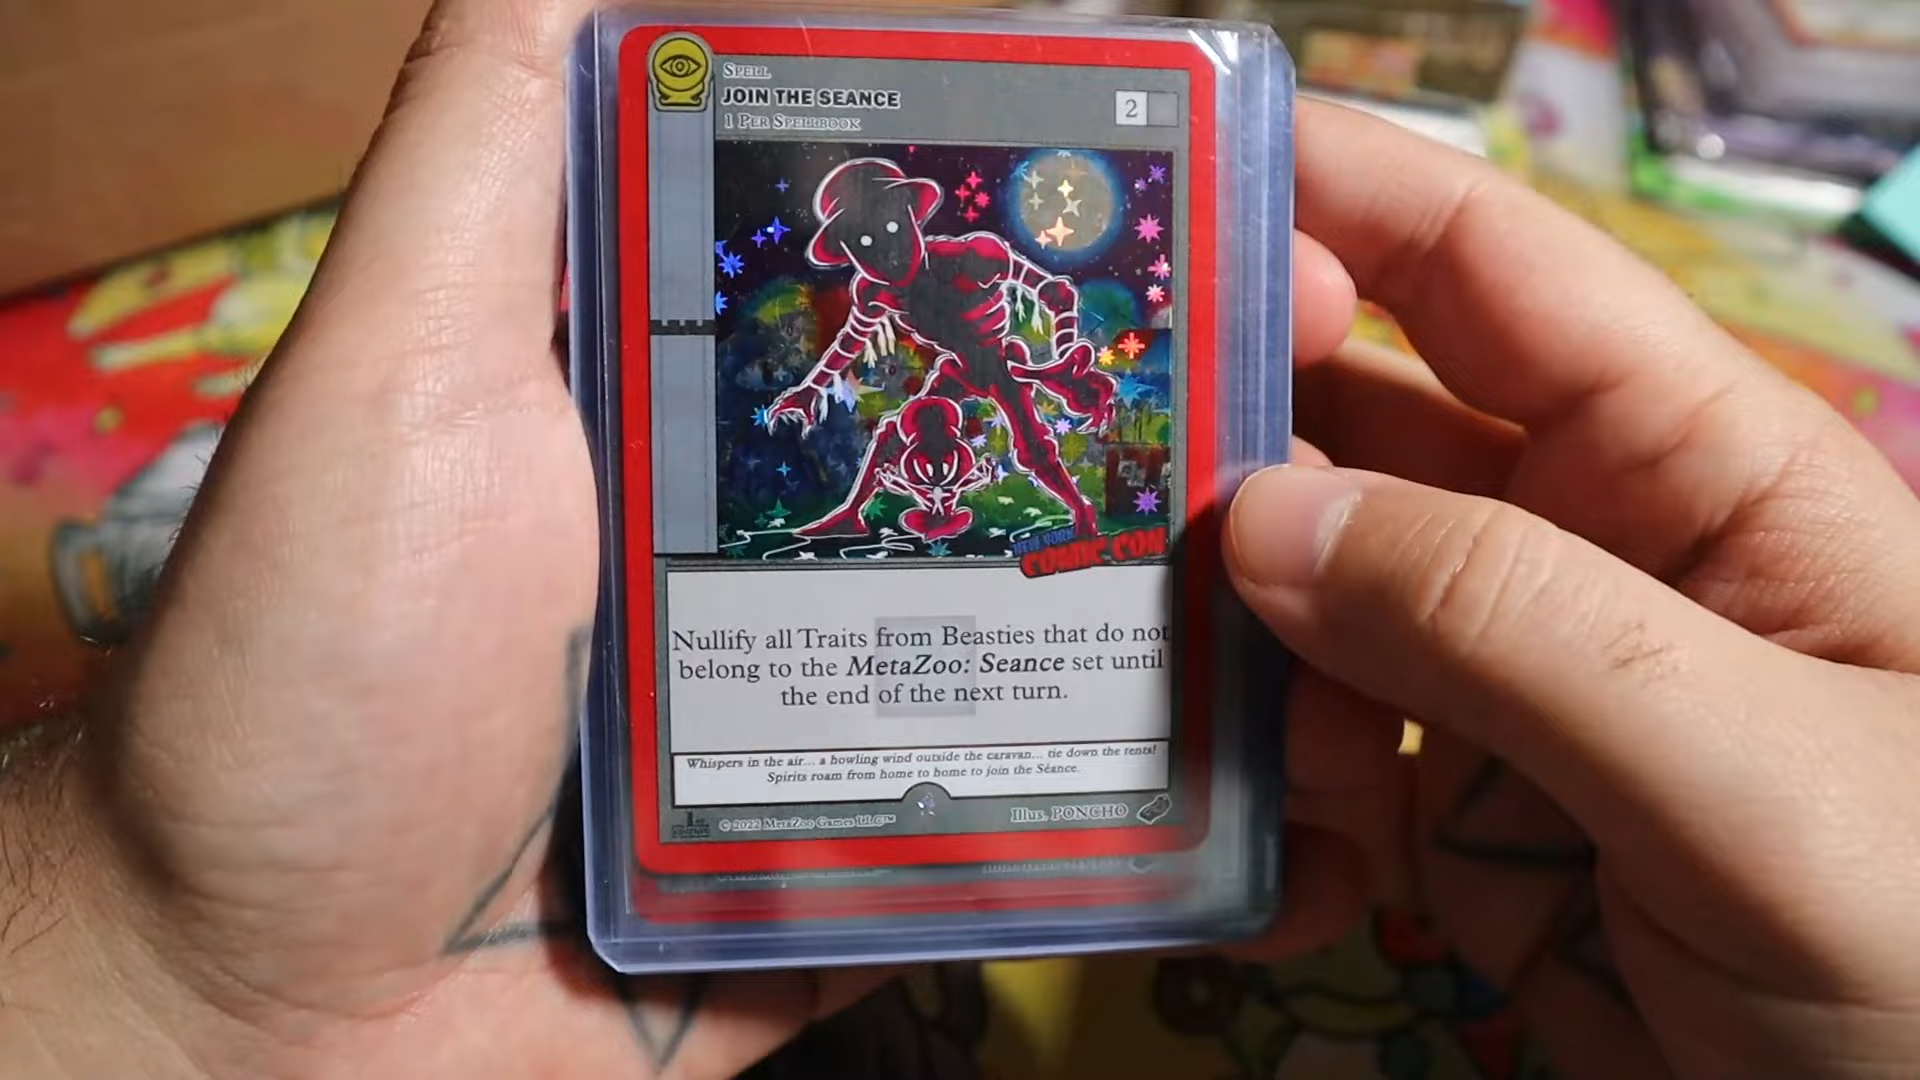 SPELL
JOIN THE SEANCE
1 PER SPELLBOOK
2
NEW YORK
COMIC CON
Nullify all Traits from Beasties that do not
belong to the MetaZoo: Seance set until
the end of the next turn.
Whispers in the air... a howling wind outside the caravan... tie down the tents!
Spirits roam from home to home to join the Séance.
1st
EDITION
© 2022 MetaZoo Games LLC™
Illus. PONCHO